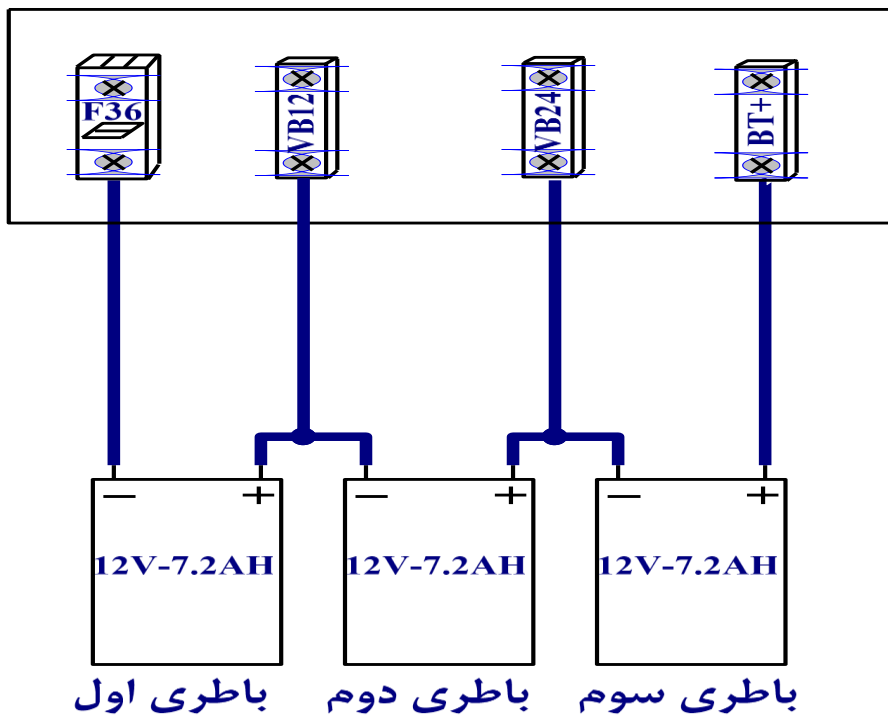 F36 VB12 VB24 BT+
— + — + — +
12V-7.2AH 12V-7.2AH 12V-7.2AH
باطری اول باطری دوم باطری سوم